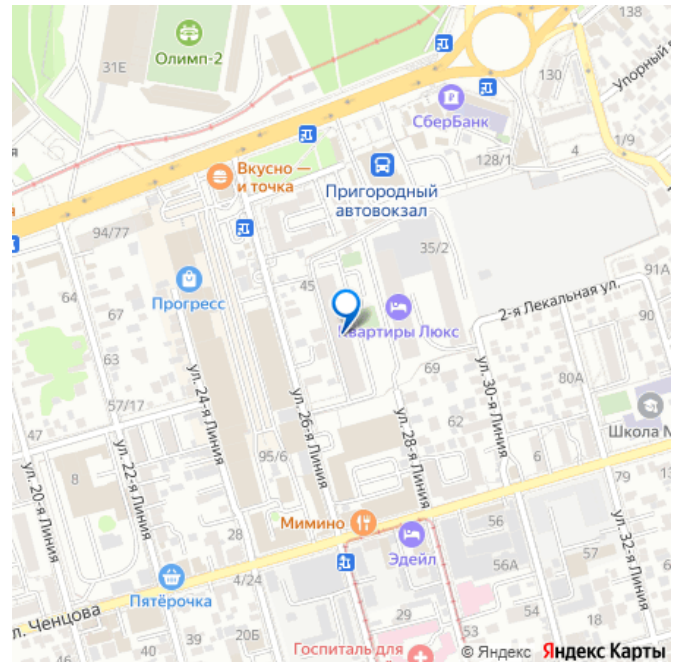 138
31Е
Олимп-2
130
Упорный
СберБанк
1/9
4
128/1
Вкусно —
и точка
Пригородный
автовокзал
94/77
35/2
91А
64
Прогресс
45
2-я Лекальная ул.
90
67
Квартиры Люкс
69
80А
57/17
ул. 24-я Линия
ул. 26-я Линия
ул. 28-я Линия
ул. 30-я Линия
47
ул. 20-я Линия
ул. 22-я Линия
8
95/6
62
6
Школа №
79
ул. 32-я Линия
28
Мимино
56
Эдейл
57
56А
Пятёрочка
4/24
л. Ченцова
29
54
18
40
39
20Б
53
Госпиталь для
© Яндекс Яндекс Карты